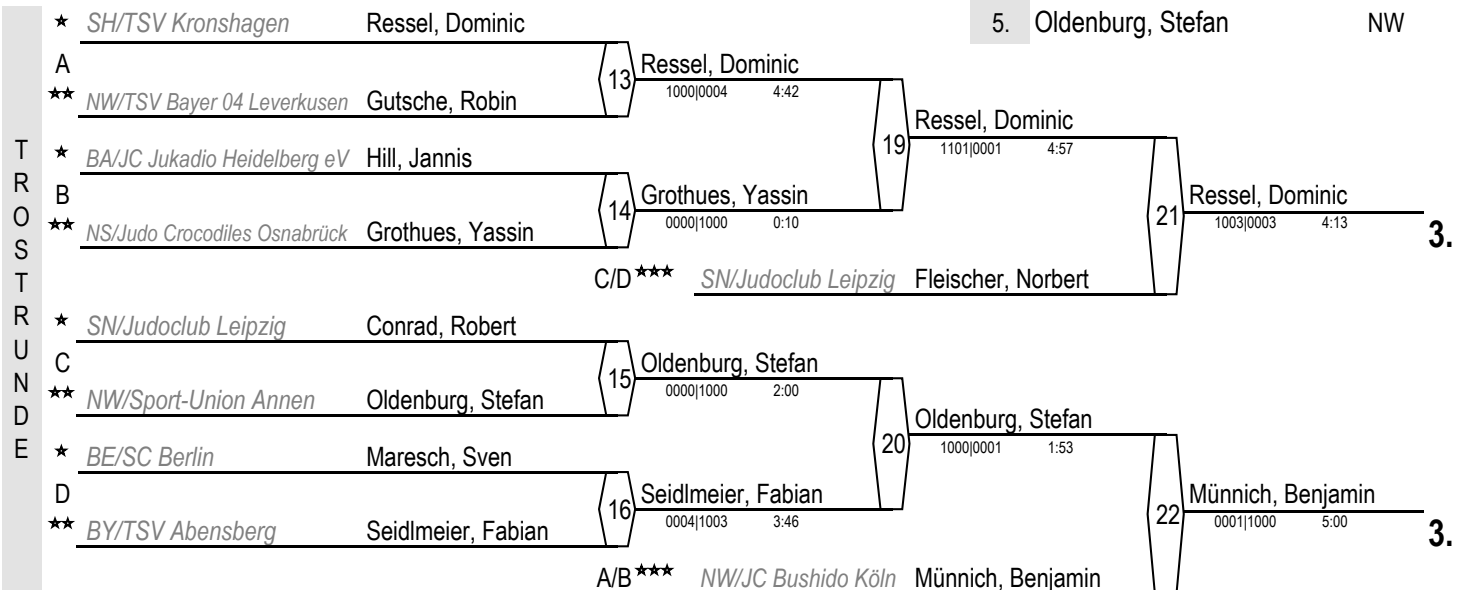 ★ SH/TSV Kronshagen Ressel, Dominic
5. Oldenburg, Stefan NW
A
13 Ressel, Dominic
1000|0004 4:42
★★ NW/TSV Bayer 04 Leverkusen Gutsche, Robin
19 Ressel, Dominic
1101|0001 4:57
★ BA/JC Jukadio Heidelberg eV Hill, Jannis
B
14 Grothues, Yassin
0000|1000 0:10
21 Ressel, Dominic
1003|0003 4:13
3.
★★ NS/Judo Crocodiles Osnabrück Grothues, Yassin
C/D ★★★ SN/Judoclub Leipzig Fleischer, Norbert
TROSTRUNDE
★ SN/Judoclub Leipzig Conrad, Robert
C
15 Oldenburg, Stefan
0000|1000 2:00
★★ NW/Sport-Union Annen Oldenburg, Stefan
20 Oldenburg, Stefan
1000|0001 1:53
★ BE/SC Berlin Maresch, Sven
D
16 Seidlmeier, Fabian
0004|1003 3:46
22 Münnich, Benjamin
0001|1000 5:00
3.
★★ BY/TSV Abensberg Seidlmeier, Fabian
A/B ★★★ NW/JC Bushido Köln Münnich, Benjamin